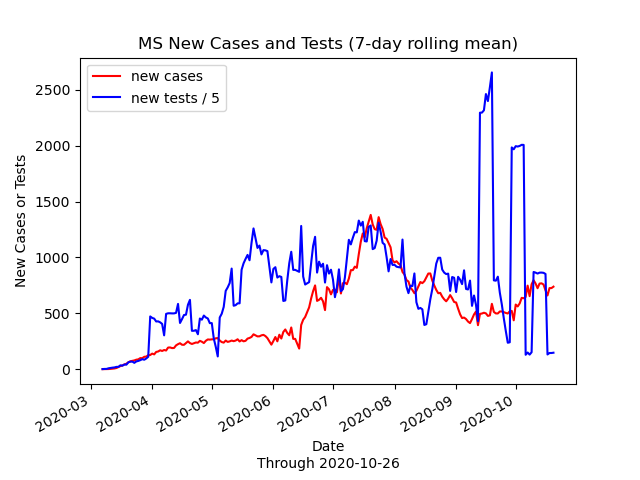 MS New Cases and Tests (7-day rolling mean)
new cases
new tests / 5
New Cases or Tests
2500
2000
1500
1000
500
0
2020-03
2020-04
2020-05
2020-06
2020-07
2020-08
2020-09
2020-10
Date
Through 2020-10-26